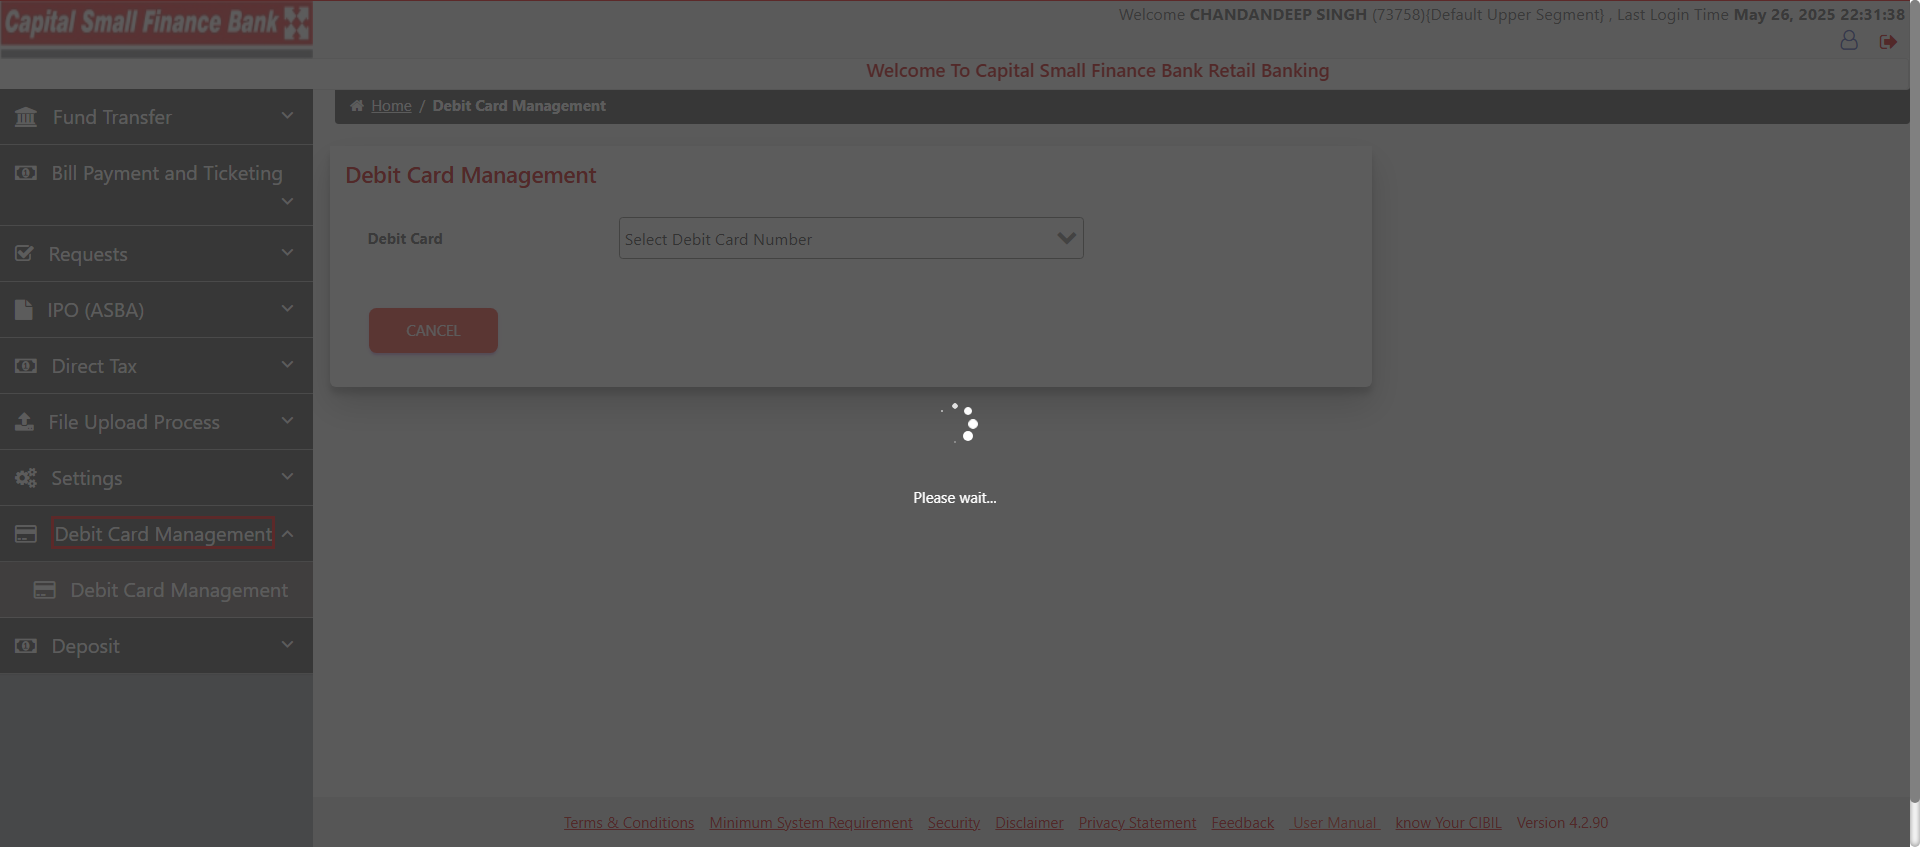 Capital Small Finance Bank
Welcome CHANDANDEEP SINGH (73758){Default Upper Segment} , Last Login Time May 26, 2025 22:31:38
Welcome To Capital Small Finance Bank Retail Banking
Home / Debit Card Management
Fund Transfer
Bill Payment and Ticketing
Requests
IPO (ASBA)
Direct Tax
File Upload Process
Settings
Debit Card Management
Debit Card Management
Deposit
Debit Card Management
Debit Card
Select Debit Card Number
CANCEL
Please wait...
Terms & Conditions Minimum System Requirement Security Disclaimer Privacy Statement Feedback User Manual know Your CIBIL Version 4.2.90